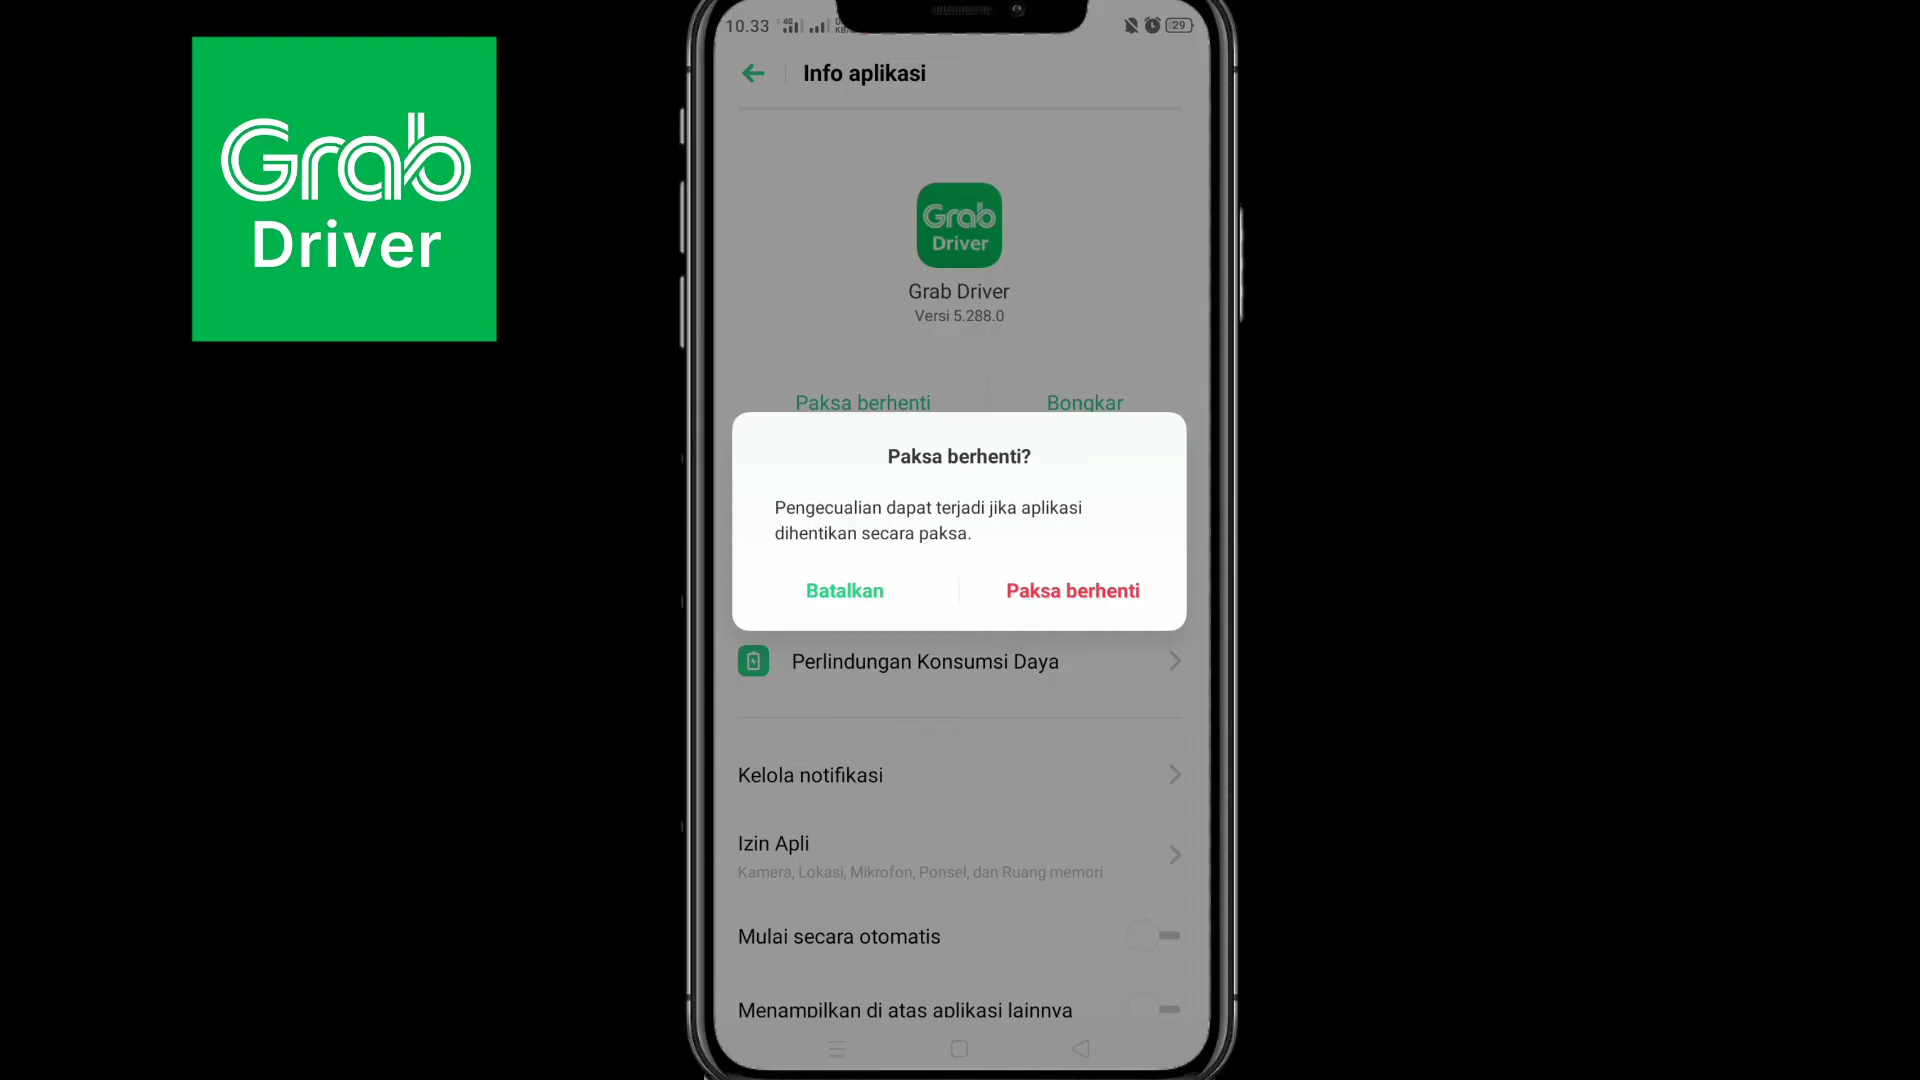 Grab
Driver
10.33
4G
29
Info aplikasi
Grab
Driver
Grab Driver
Versi 5.288.0
Paksa berhenti
Bongkar
Paksa berhenti?
Pengecualian dapat terjadi jika aplikasi
dihentikan secara paksa.
Batalkan
Paksa berhenti
Perlindungan Konsumsi Daya
Kelola notifikasi
Izin Apli
Kamera, Lokasi, Mikrofon, Ponsel, dan Ruang memori
Mulai secara otomatis
Menampilkan di atas aplikasi lainnya